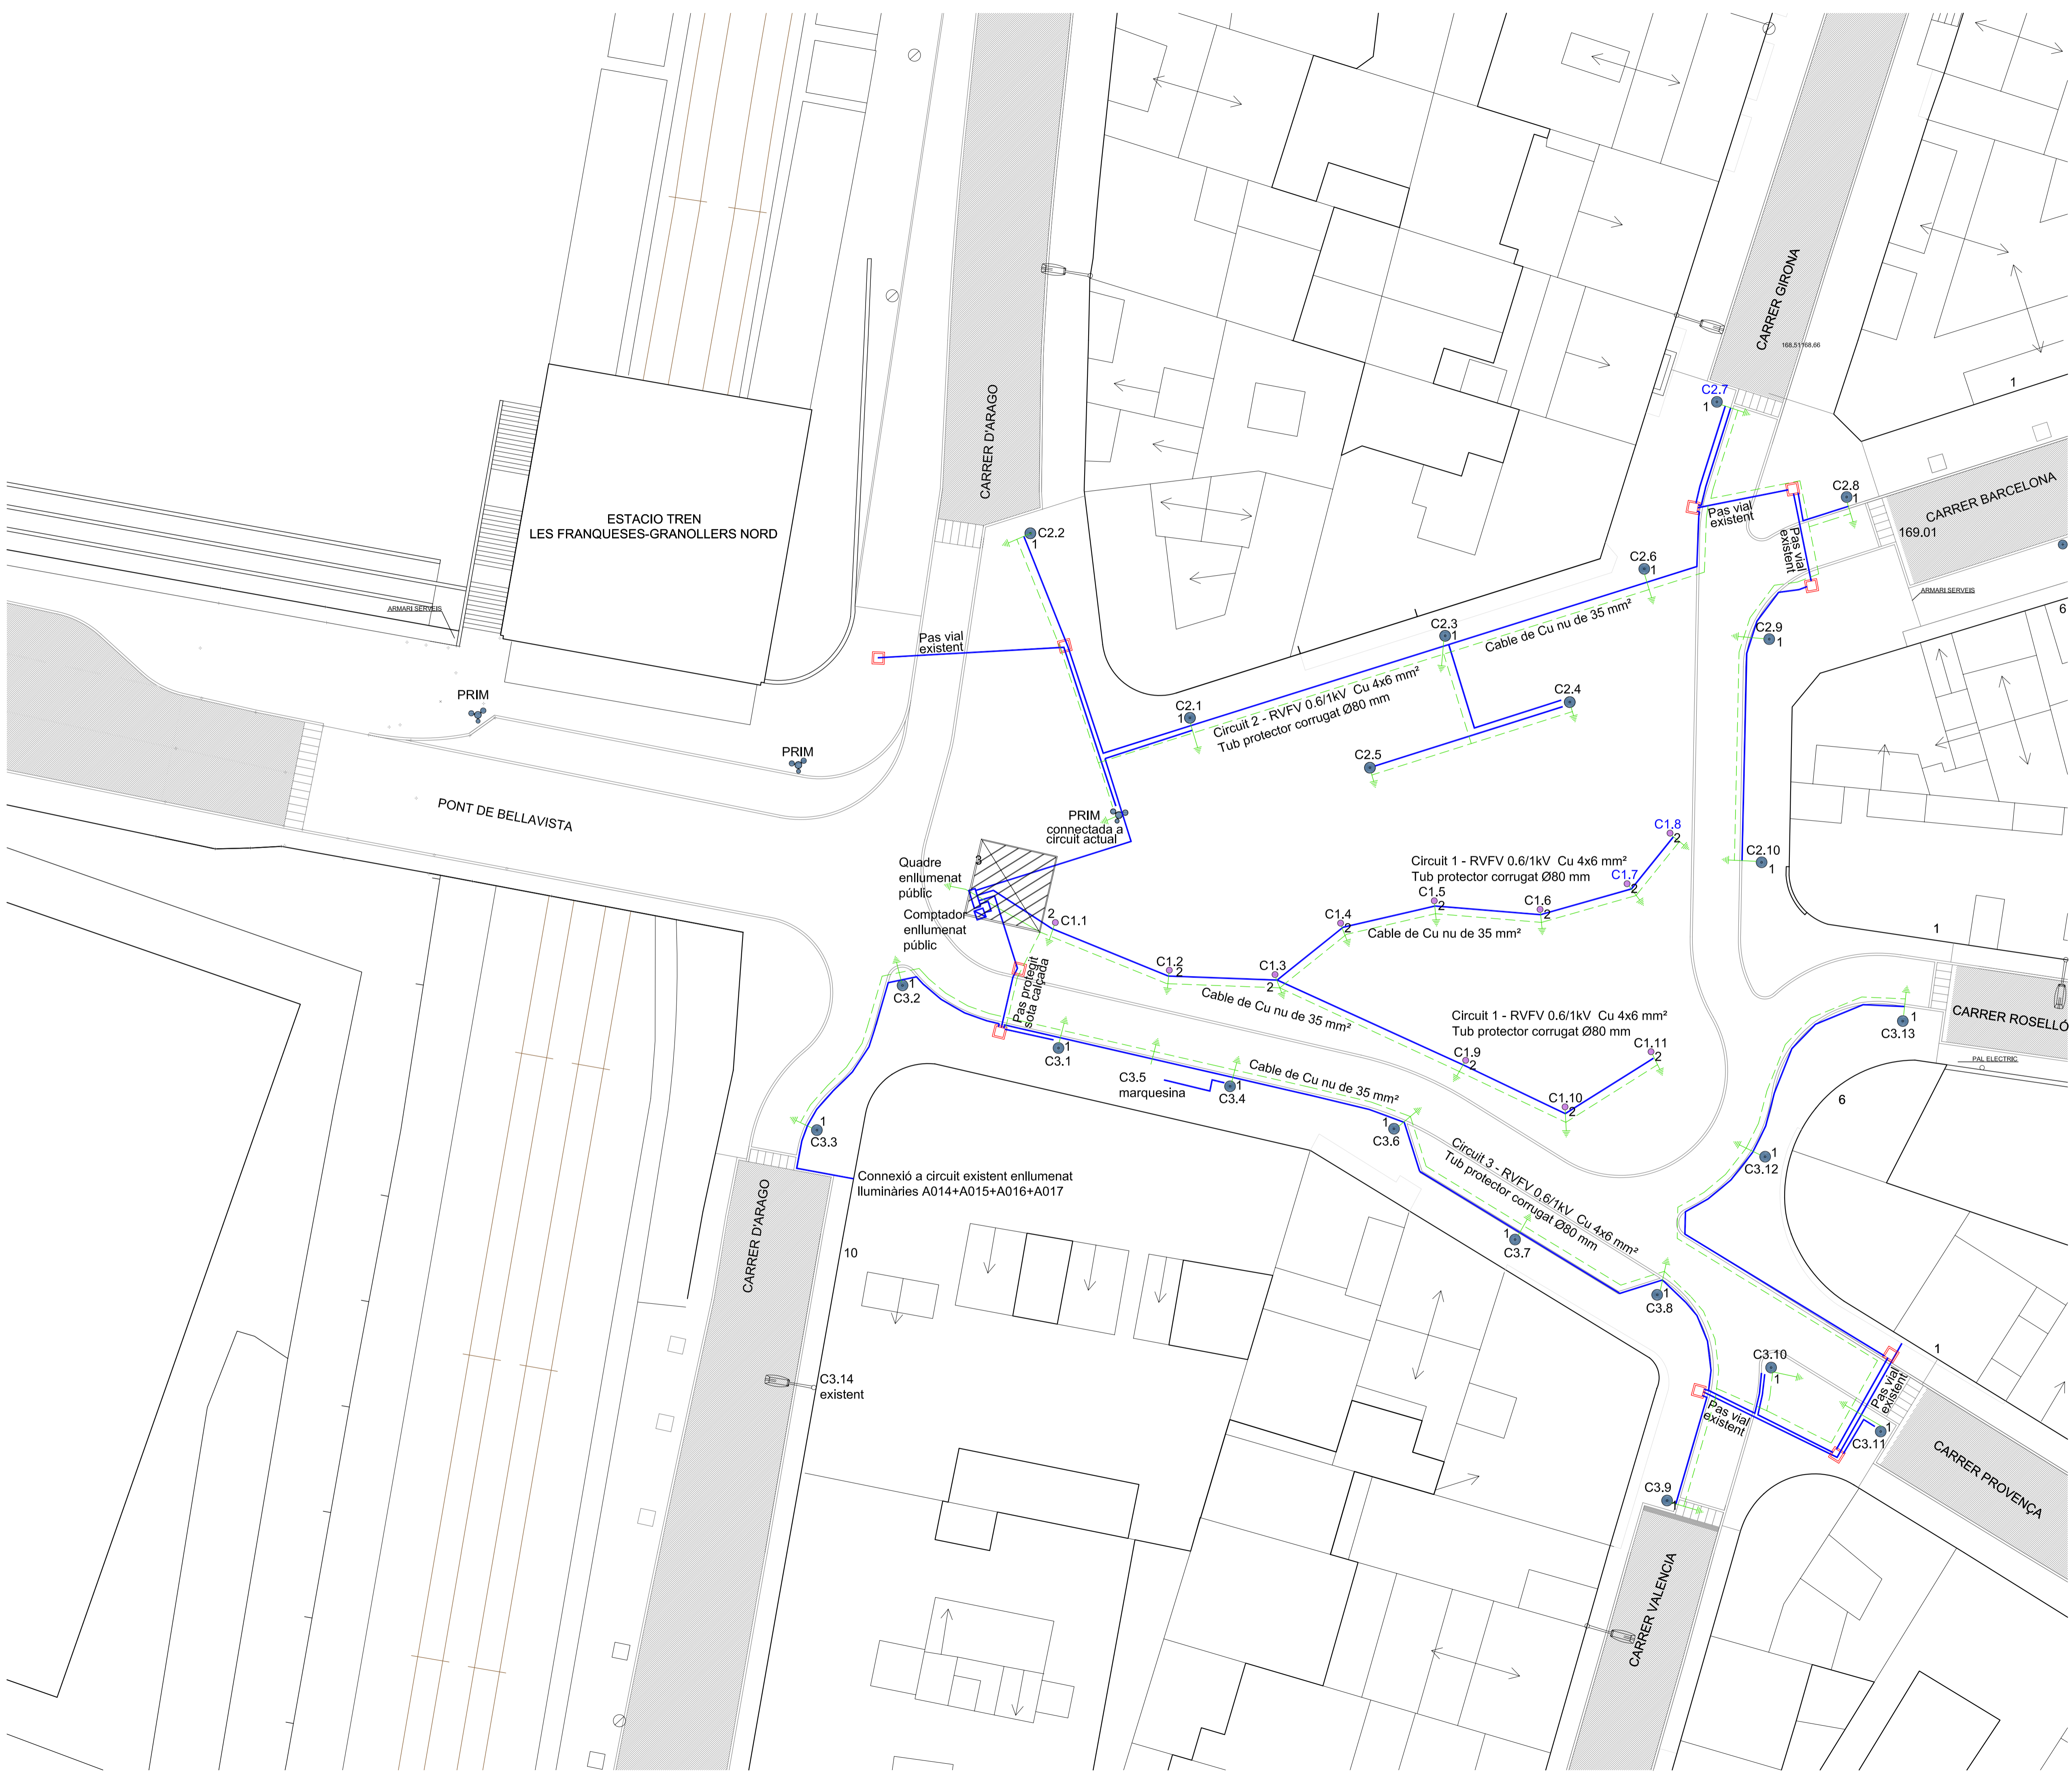 CARRER GIRONA
168.51168.66
1
C2.7
1
CARRER D'ARAGO
C2.8
1
CARRER BARCELONA
Pas vial
existent
ESTACIO TREN
LES FRANQUESES-GRANOLLERS NORD
C2.2
1
Pas vial
existent
169.01
C2.6
1
ARMARI SERVEIS
ARMARI SERVEIS
6
Pas vial
existent
C2.3
1
Cable de Cu nu de 35 mm²
C2.9
1
PRIM
C2.1
1
Circuit 2 - RVFV 0.6/1kV Cu 4x6 mm²
Tub protector corrugat Ø80 mm
C2.4
PRIM
C2.5
PONT DE BELLAVISTA
PRIM
connectada a
circuit actual
C1.8
2
Quadre
enllumenat
públic
3
Circuit 1 - RVFV 0.6/1kV Cu 4x6 mm²
Tub protector corrugat Ø80 mm
C1.7
2
C2.10
1
Comptador
enllumenat
públic
2
C1.1
C1.4
2
C1.5
2
C1.6
2
Cable de Cu nu de 35 mm²
1
C1.2
2
C1.3
2
C3.2
1
Pas protegit
sota calçada
Cable de Cu nu de 35 mm²
Circuit 1 - RVFV 0.6/1kV Cu 4x6 mm²
Tub protector corrugat Ø80 mm
C3.13
1
CARRER ROSELLÓ
C3.1
1
C1.9
2
C1.11
2
PAL ELECTRIC
C3.5
marquesina
C3.4
1
Cable de Cu nu de 35 mm²
C1.10
2
6
1
C3.3
1
C3.6
C3.12
1
Connexió a circuit existent enllumenat
lluminàries A014+A015+A016+A017
Circuit 3 - RVFV 0.6/1kV Cu 4x6 mm²
Tub protector corrugat Ø80 mm
CARRER D'ARAGO
10
1
C3.7
C3.8
1
1
C3.14
existent
C3.10
1
Pas vial
existent
Pas vial
existent
C3.11
1
CARRER PROVENÇA
C3.9
1
CARRER VALENCIA